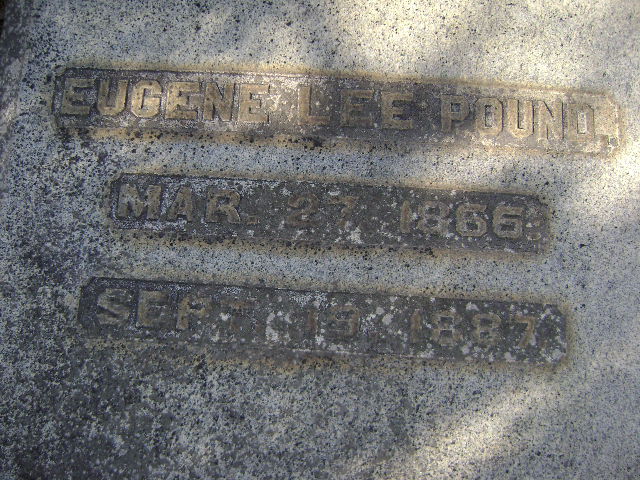 EUGENE LEE POUND
MAR. 27 1866
SEPT. 19 1887